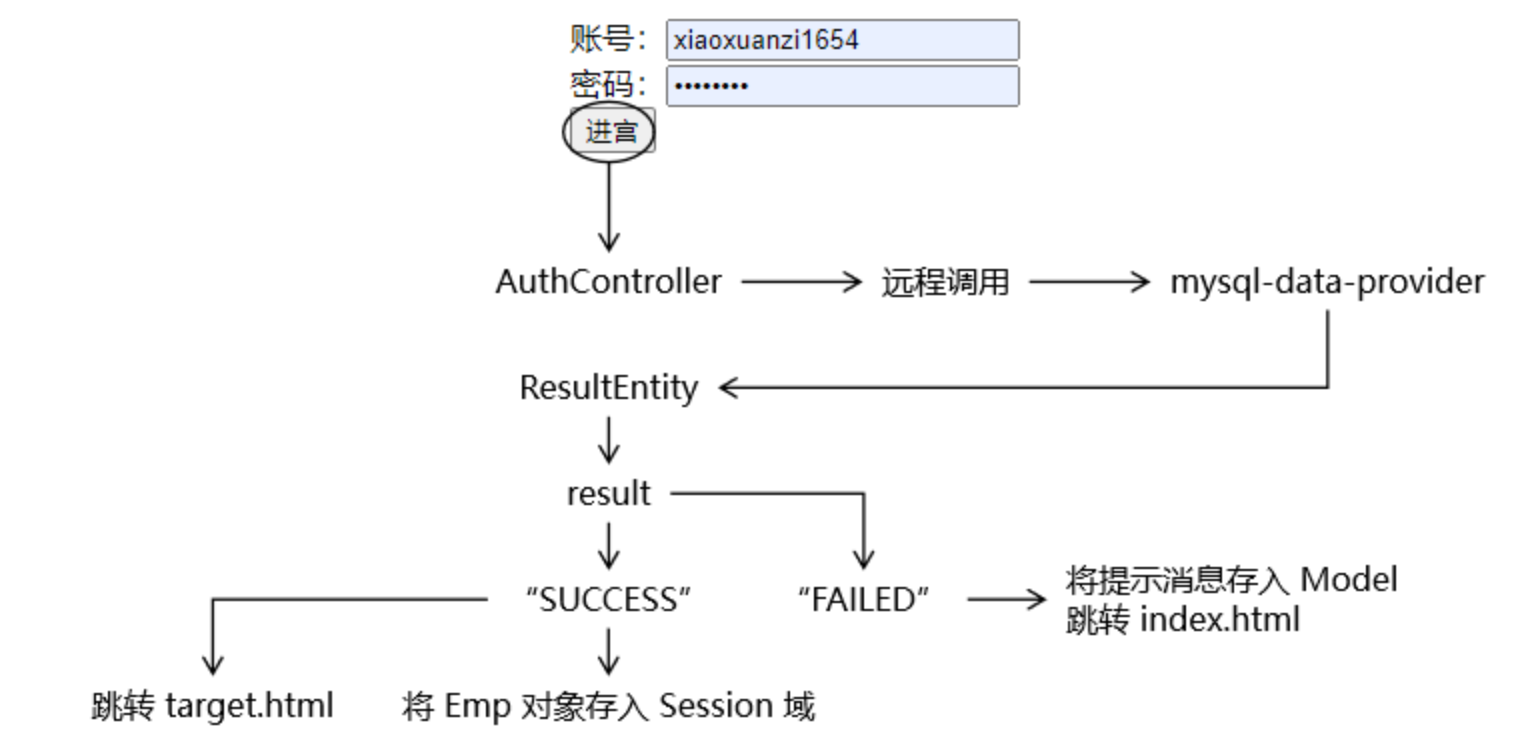 账号：xiaoxuanzi1654
密码：••••••••
进宫
AuthController
远程调用
mysql-data-provider
ResultEntity
result
“SUCCESS”
“FAILED”
将提示消息存入 Model
跳转 index.html
跳转 target.html
将 Emp 对象存入 Session 域